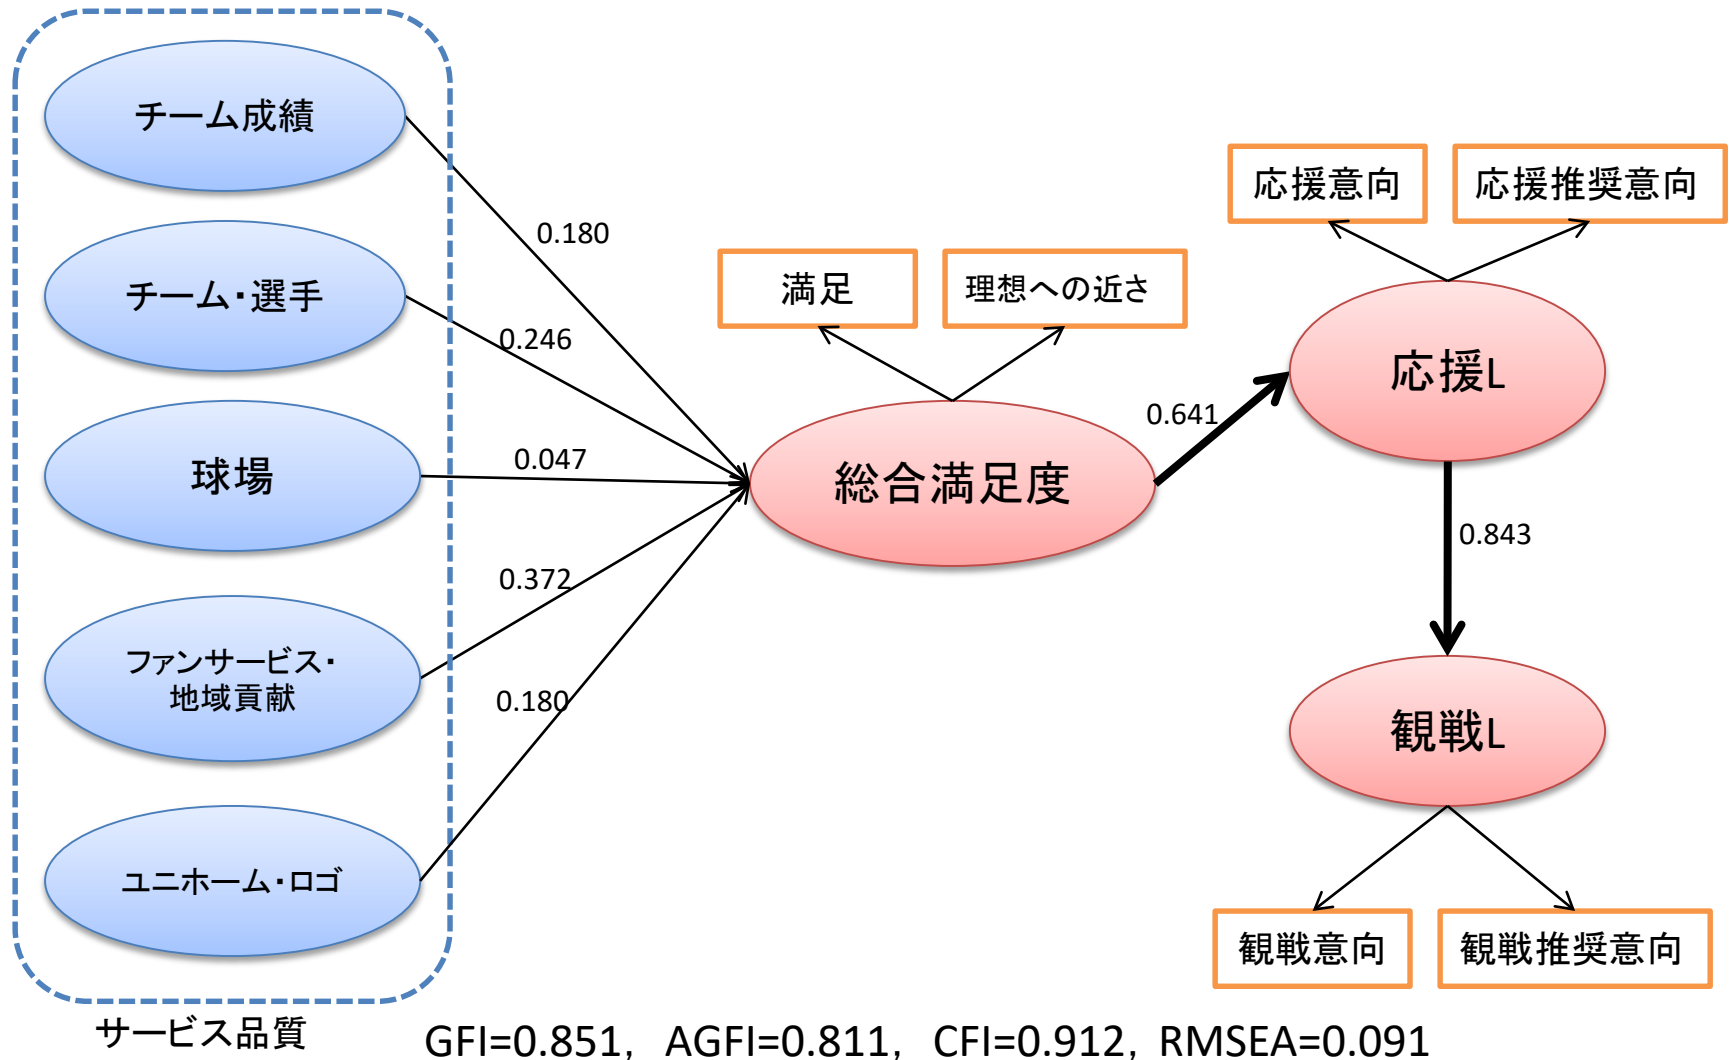 チーム成績
チーム・選手
球場
ファンサービス・
地域貢献
ユニホーム・ロゴ
サービス品質
0.180
0.246
0.047
0.372
0.180
満足
理想への近さ
総合満足度
0.641
応援意向
応援推奨意向
応援L
0.843
観戦L
観戦意向
観戦推奨意向
GFI=0.851, AGFI=0.811, CFI=0.912, RMSEA=0.091